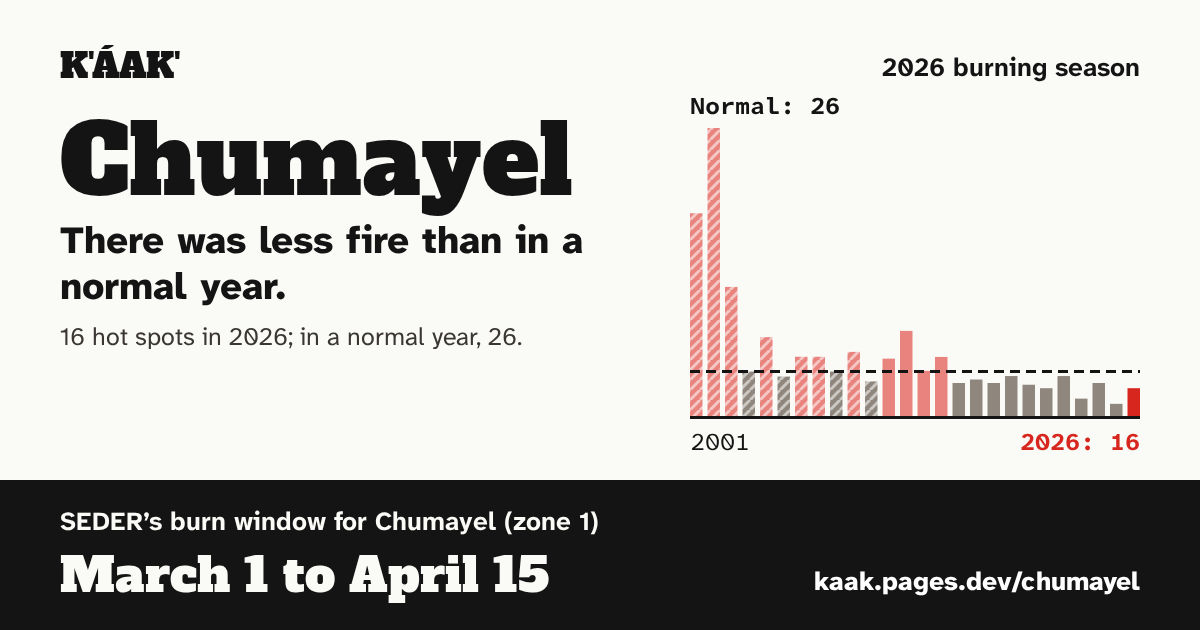 K'ÁAK'
2026 burning season
Chumayel
There was less fire than in a
normal year.
16 hot spots in 2026; in a normal year, 26.
Normal: 26
2001
2026: 16
SEDER’s burn window for Chumayel (zone 1)
March 1 to April 15
kaak.pages.dev/chumayel